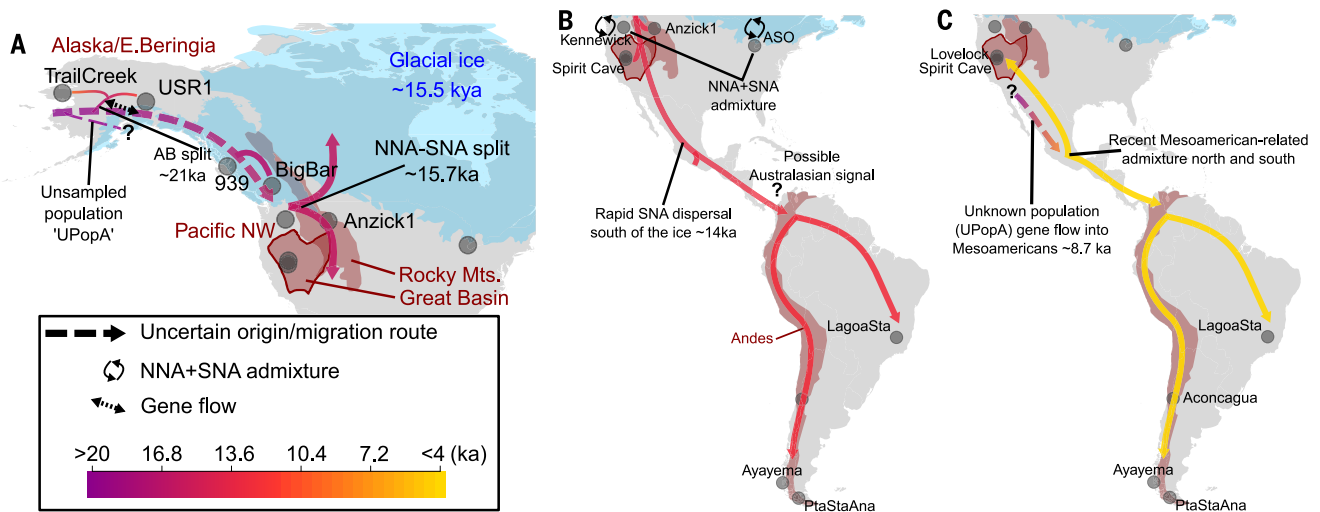 A
Alaska/E.Beringia
TrailCreek
USR1
Glacial ice
~15.5 kya
?
AB split
~21ka
939
BigBar
NNA-SNA split
~15.7ka
Unsampled
population
'UPopA'
Pacific NW
Anzick1
Rocky Mts.
Great Basin
Uncertain origin/migration route
NNA+SNA admixture
Gene flow
>20 16.8 13.6 10.4 7.2 <4 (ka)
B
Kennewick
Anzick1
ASO
Spirit Cave
NNA+SNA
admixture
Possible
Australasian signal
?
Rapid SNA dispersal
south of the ice ~14ka
Andes
LagoaSta
Ayayema
PtaStaAna
C
Lovelock
Spirit Cave
?
Recent Mesoamerican-related
admixture north and south
Unknown population
(UPopA) gene flow into
Mesoamericans ~8.7 ka
LagoaSta
Aconcagua
Ayayema
PtaStaAna